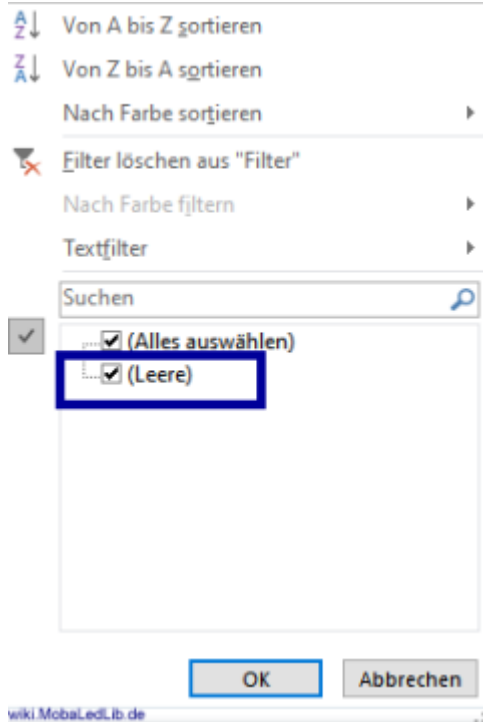 Von A bis Z sortieren
Von Z bis A sortieren
Nach Farbe sortieren
Filter löschen aus "Filter"
Nach Farbe filtern
Textfilter
Suchen
(Alles auswählen)
(Leere)
OK Abbrechen
wiki.MobaLedLib.de